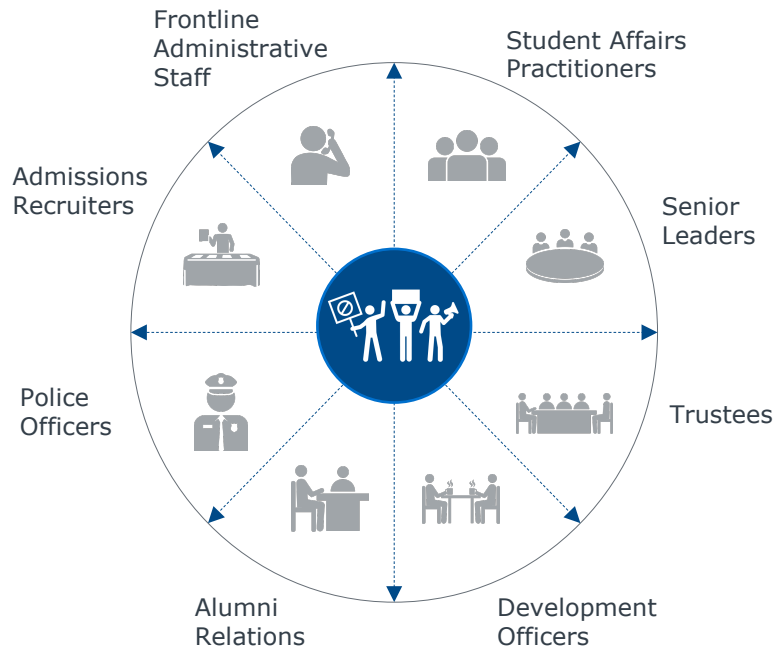 Frontline
Administrative
Staff
Student Affairs
Practitioners
Admissions
Recruiters
Senior
Leaders
Police
Officers
Trustees
Alumni
Relations
Development
Officers